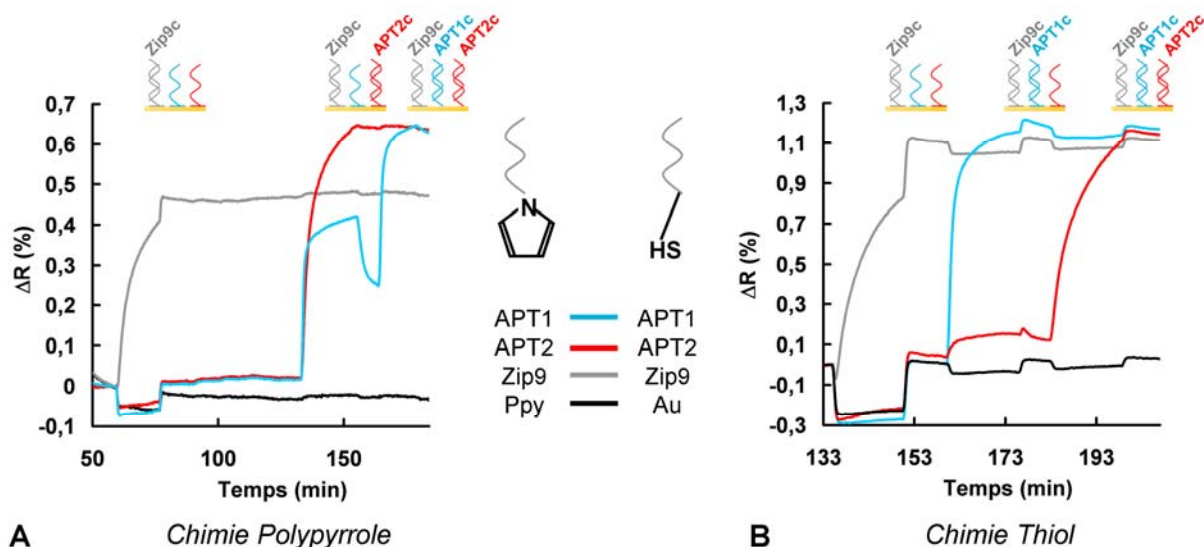 Zip9c
Zip9c APT2c
Zip9c APT1c APT2c
0,7
0,6
0,5
0,4
0,3
0,2
0,1
0
-0,1
ΔR (%)
50 100 150
Temps (min)
A Chimie Polypyrrole
N
HS
APT1 APT1
APT2 APT2
Zip9 Zip9
Ppy Au
Zip9c
Zip9c APT1c
Zip9c APT1c APT2c
1,3
1,1
0,9
0,7
0,5
0,3
0,1
-0,1
-0,3
ΔR (%)
133 153 173 193
Temps (min)
B Chimie Thiol